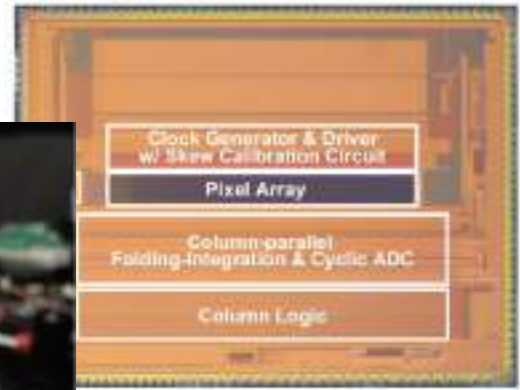 Clock Generator & Driver
w/ Skew Calibration Circuit
Pixel Array
Column-parallel
Folding-Integration & Cyclic ADC
Column Logic